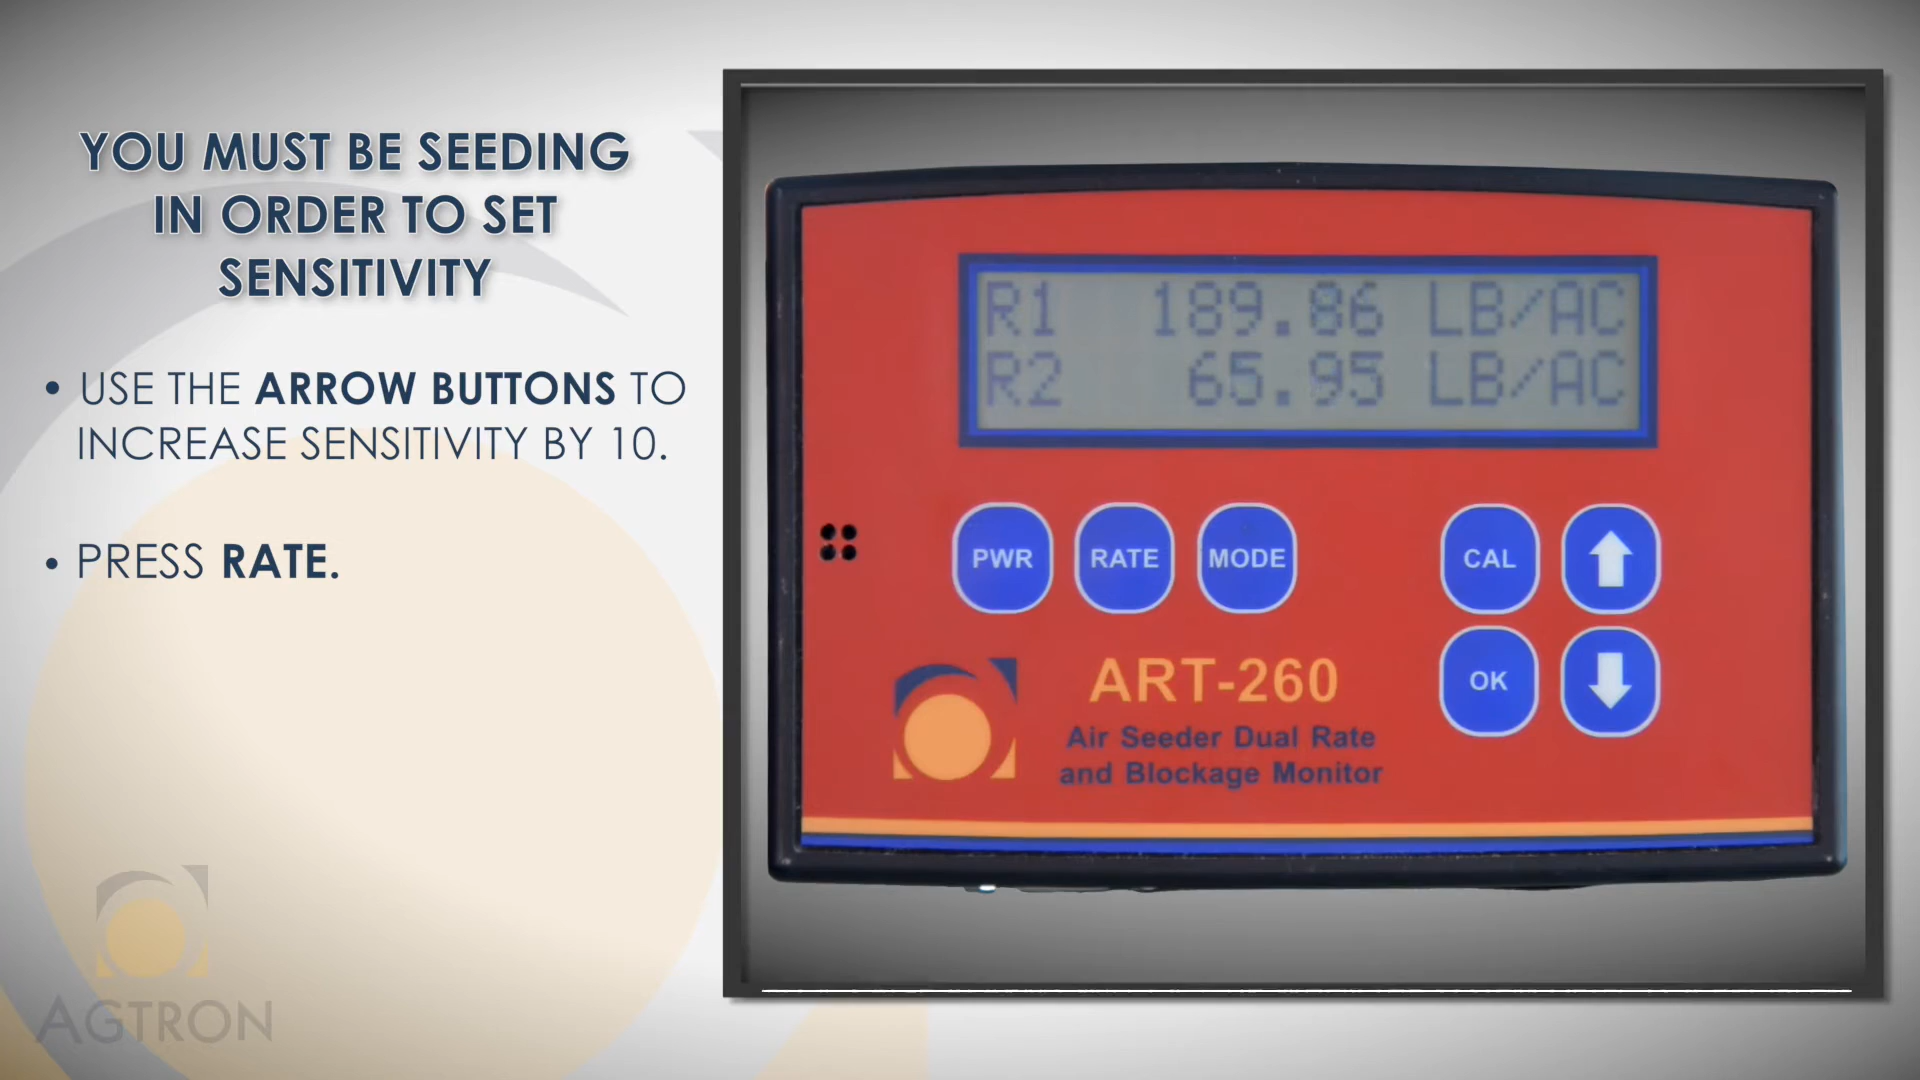 YOU MUST BE SEEDING
IN ORDER TO SET
SENSITIVITY
• USE THE ARROW BUTTONS TO
INCREASE SENSITIVITY BY 10.
• PRESS RATE.
AGTRON
R1 189.86 LB/AC
R2 65.95 LB/AC
PWR
RATE
MODE
CAL
OK
ART-260
Air Seeder Dual Rate
and Blockage Monitor